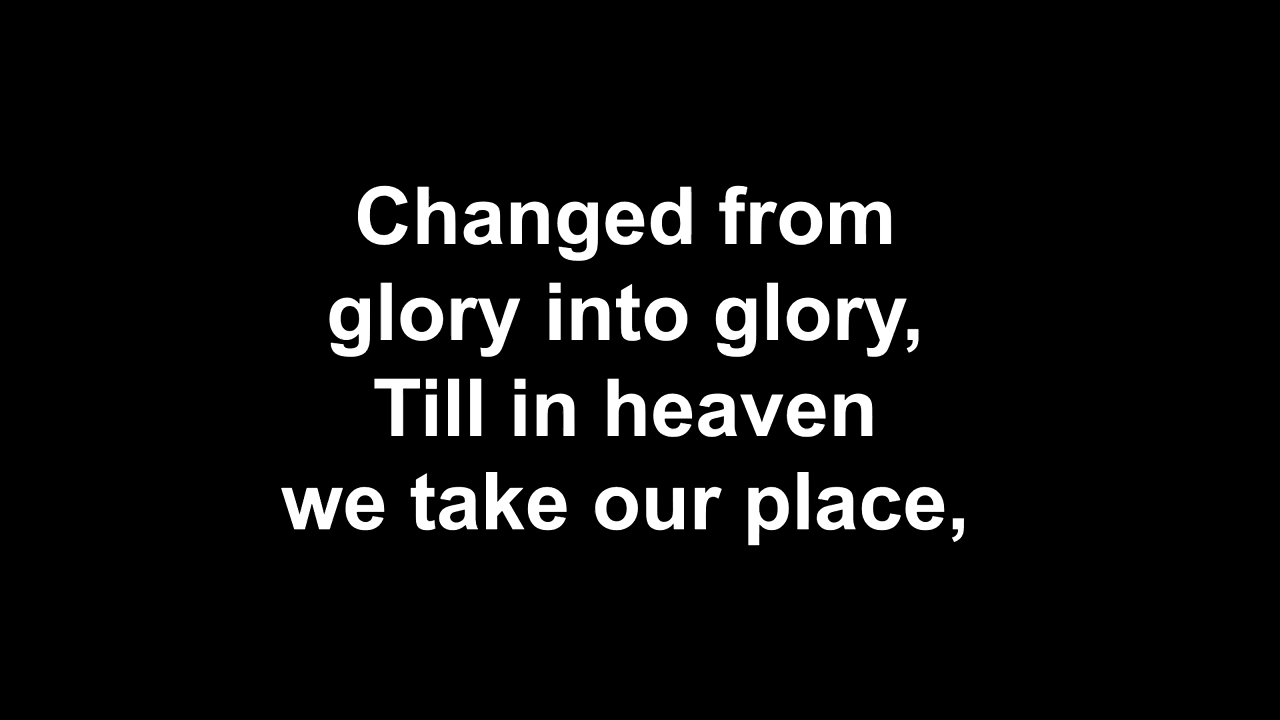 Changed from
glory into glory,
Till in heaven
we take our place,